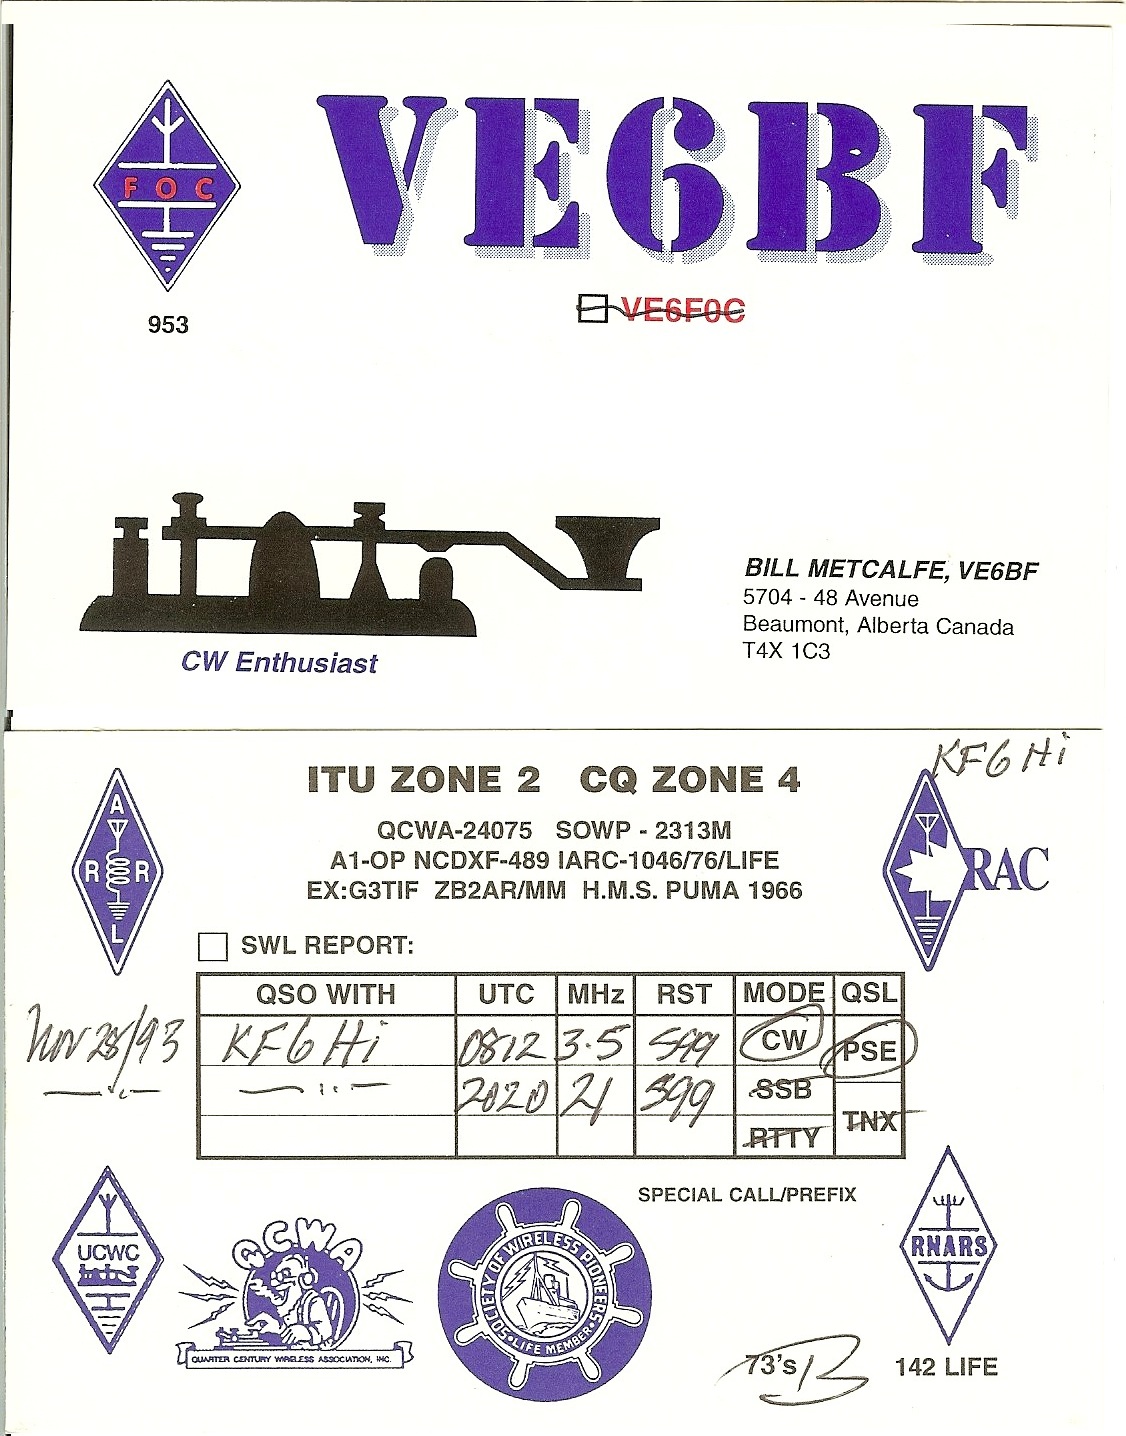 VE6BF
F O C
953
VE6F0C
CW Enthusiast
BILL METCALFE, VE6BF
5704 - 48 Avenue
Beaumont, Alberta Canada
T4X 1C3
KF6Hi
ITU ZONE 2 CQ ZONE 4
QCWA-24075 SOWP - 2313M
A1-OP NCDXF-489 IARC-1046/76/LIFE
EX:G3TIF ZB2AR/MM H.M.S. PUMA 1966
A
R R
L
RAC
SWL REPORT:
QSO WITH UTC MHz RST MODE QSL
Nov 28/93 KF6Hi 0812 3.5 599 CW PSE
2020 21 599 SSB
TNX
RTTY
SPECIAL CALL/PREFIX
UCWC
QCWA
QUARTER CENTURY WIRELESS ASSOCIATION, INC.
SOCIETY OF WIRELESS PIONEERS
LIFE MEMBER
RNARS
73's B
142 LIFE